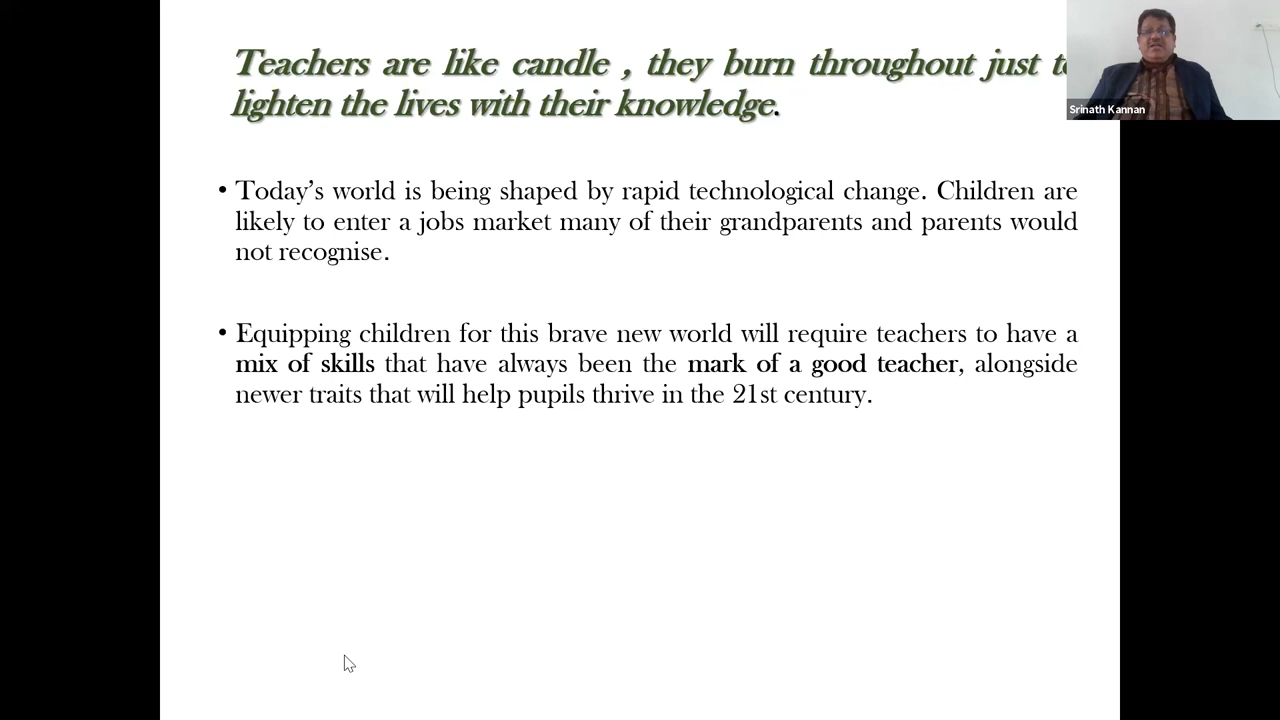 Teachers are like candle , they burn throughout just to
lighten the lives with their knowledge.
Srinath Kannan
• Today's world is being shaped by rapid technological change. Children are
likely to enter a jobs market many of their grandparents and parents would
not recognise.
• Equipping children for this brave new world will require teachers to have a
mix of skills that have always been the mark of a good teacher, alongside
newer traits that will help pupils thrive in the 21st century.